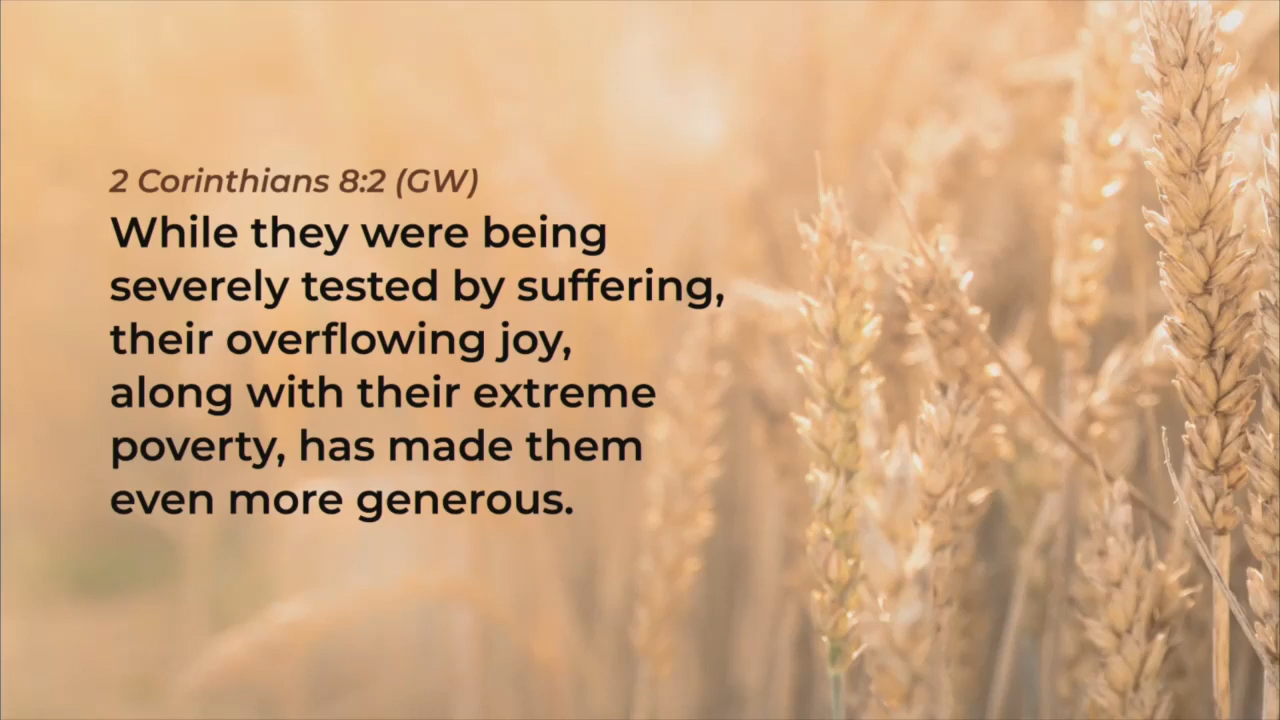 2 Corinthians 8:2 (GW)
While they were being
severely tested by suffering,
their overflowing joy,
along with their extreme
poverty, has made them
even more generous.